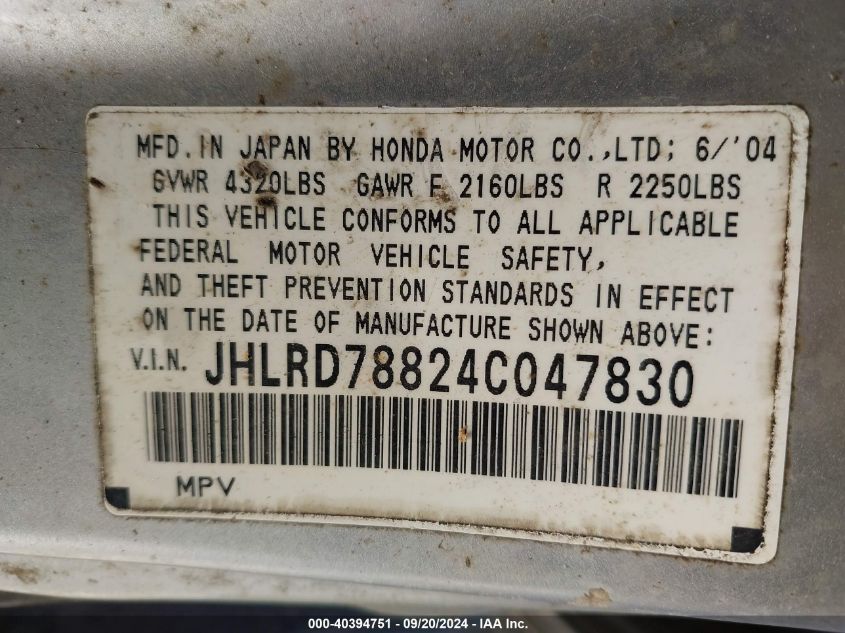 MFD. IN JAPAN BY HONDA MOTOR CO.,LTD; 6/'04
GVWR 4320LBS GAWR F 2160LBS R 2250LBS
THIS VEHICLE CONFORMS TO ALL APPLICABLE
FEDERAL MOTOR VEHICLE SAFETY,
AND THEFT PREVENTION STANDARDS IN EFFECT
ON THE DATE OF MANUFACTURE SHOWN ABOVE:
V.I.N. JHLRD78824C047830
MPV
000-40394751 - 09/20/2024 - IAA Inc.